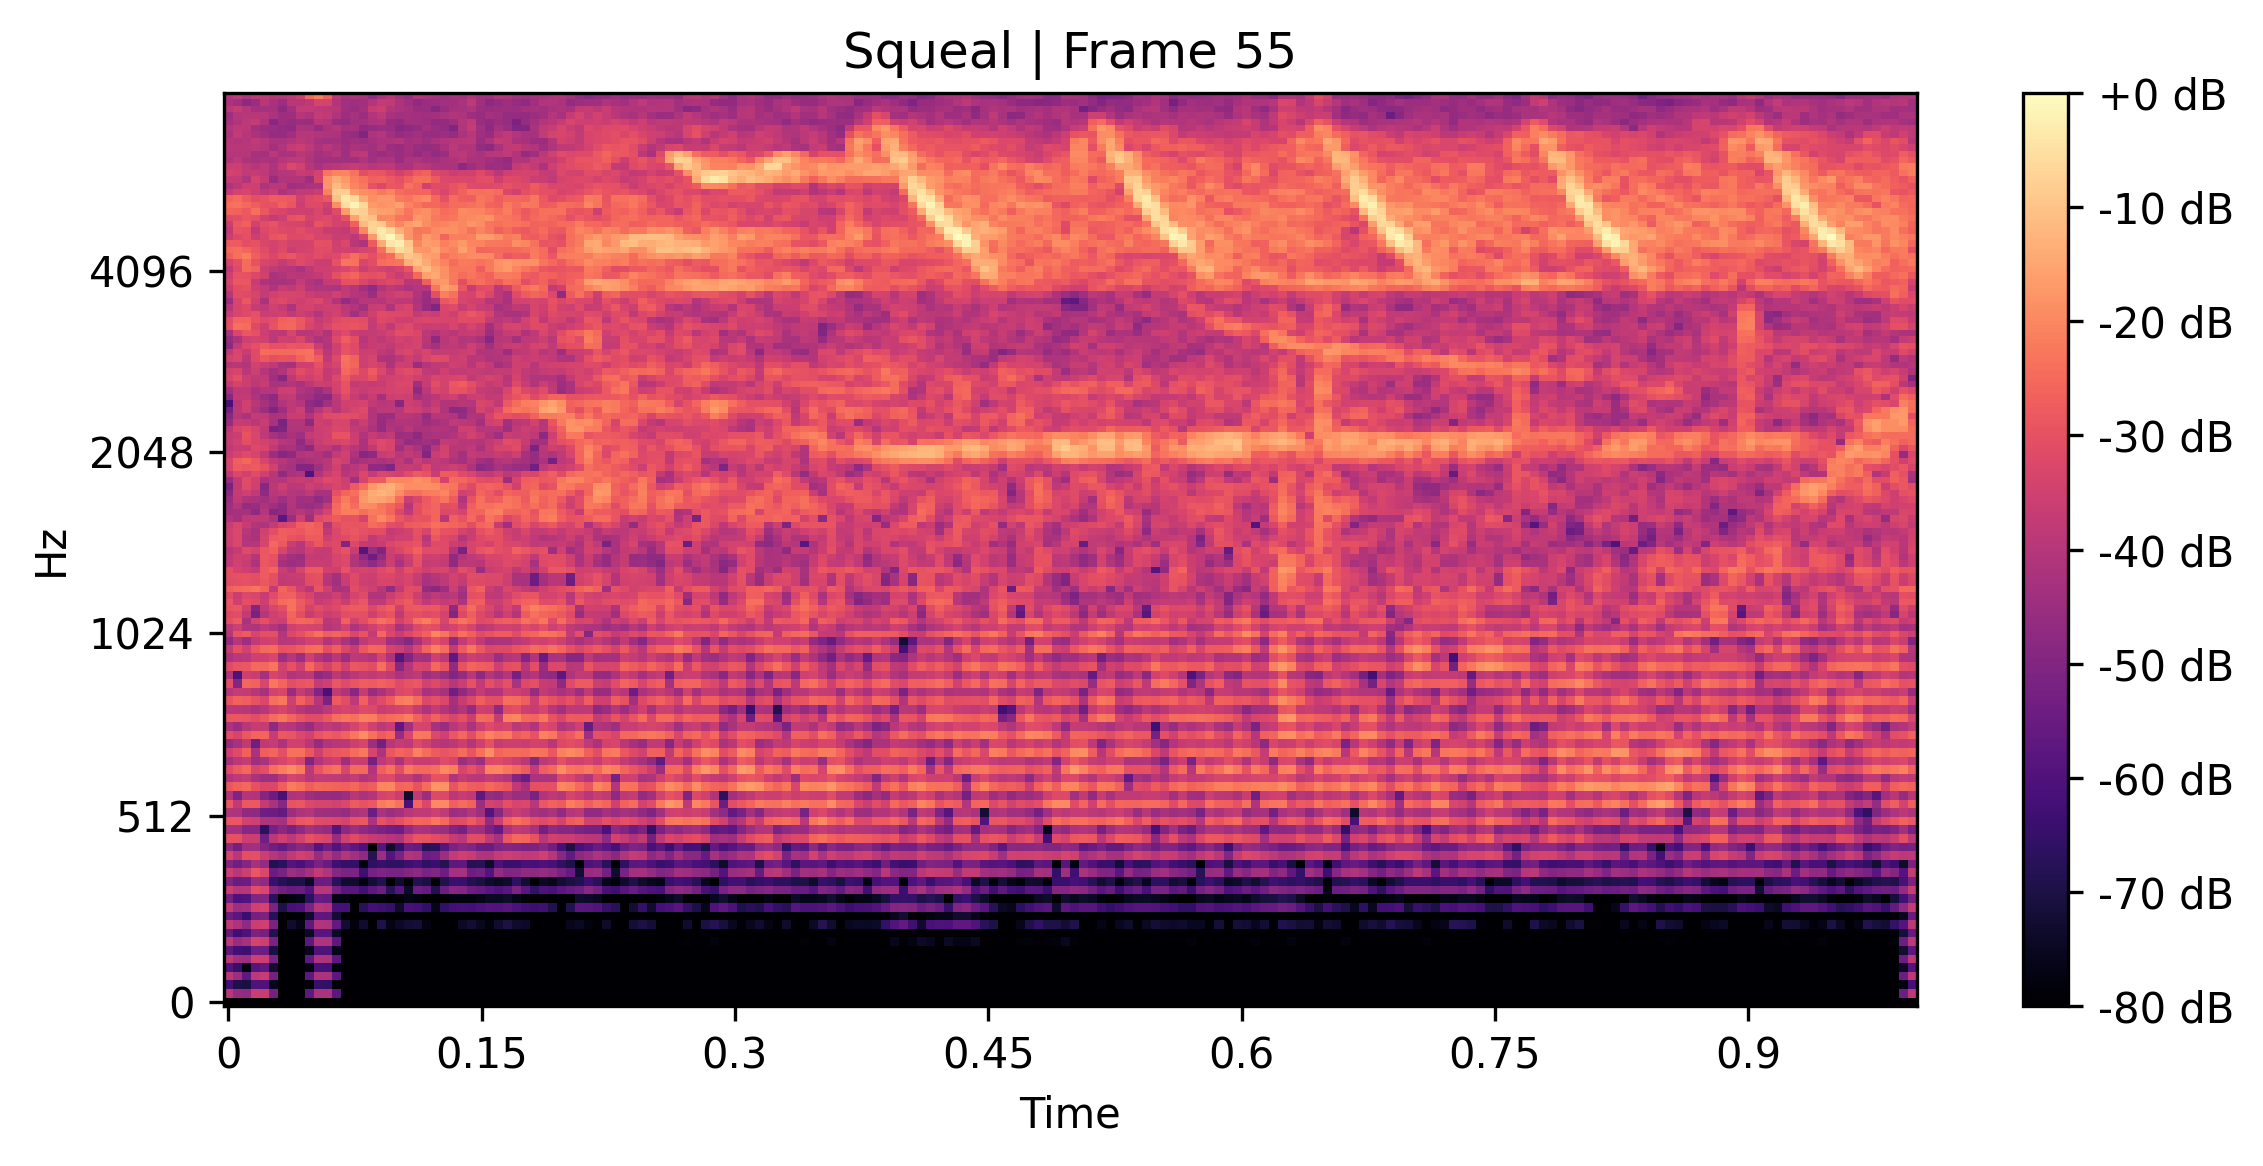 Squeal | Frame 55
+0 dB
-10 dB
-20 dB
-30 dB
-40 dB
-50 dB
-60 dB
-70 dB
-80 dB
Hz
4096
2048
1024
512
0
0 0.15 0.3 0.45 0.6 0.75 0.9
Time